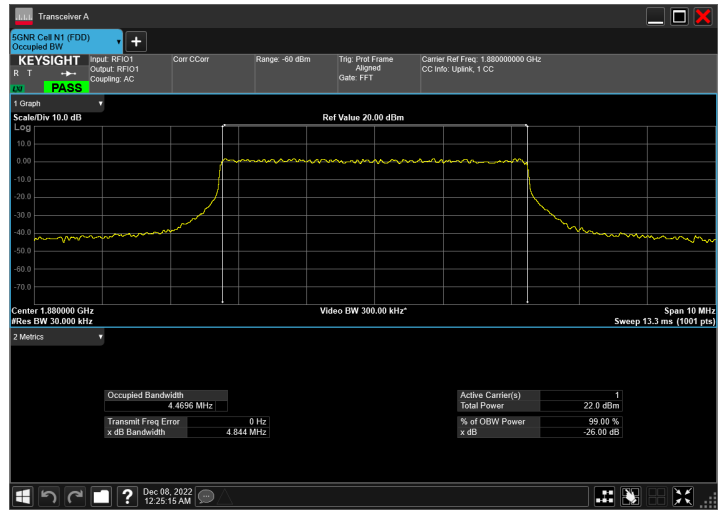 Transceiver A
5GNR Cell N1 (FDD)
Occupied BW
KEYSIGHT
R T
LXI
PASS
Input: RFIO1
Output: RFIO1
Coupling: AC
Corr CCorr
Range: -60 dBm
Trig: Prot Frame
Aligned
Gate: FFT
Carrier Ref Freq: 1.880000000 GHz
CC Info: Uplink, 1 CC
1 Graph
Scale/Div 10.0 dB
Ref Value 20.00 dBm
Log
10.0
0.00
-10.0
-20.0
-30.0
-40.0
-50.0
-60.0
-70.0
Center 1.880000 GHz
Video BW 300.00 kHz*
Span 10 MHz
#Res BW 30.000 kHz
Sweep 13.3 ms (1001 pts)
2 Metrics
Occupied Bandwidth
4.4696 MHz
Active Carrier(s) 1
Total Power 22.0 dBm
Transmit Freq Error 0 Hz
x dB Bandwidth 4.844 MHz
% of OBW Power 99.00 %
x dB -26.00 dB
Dec 08, 2022
12:25:15 AM